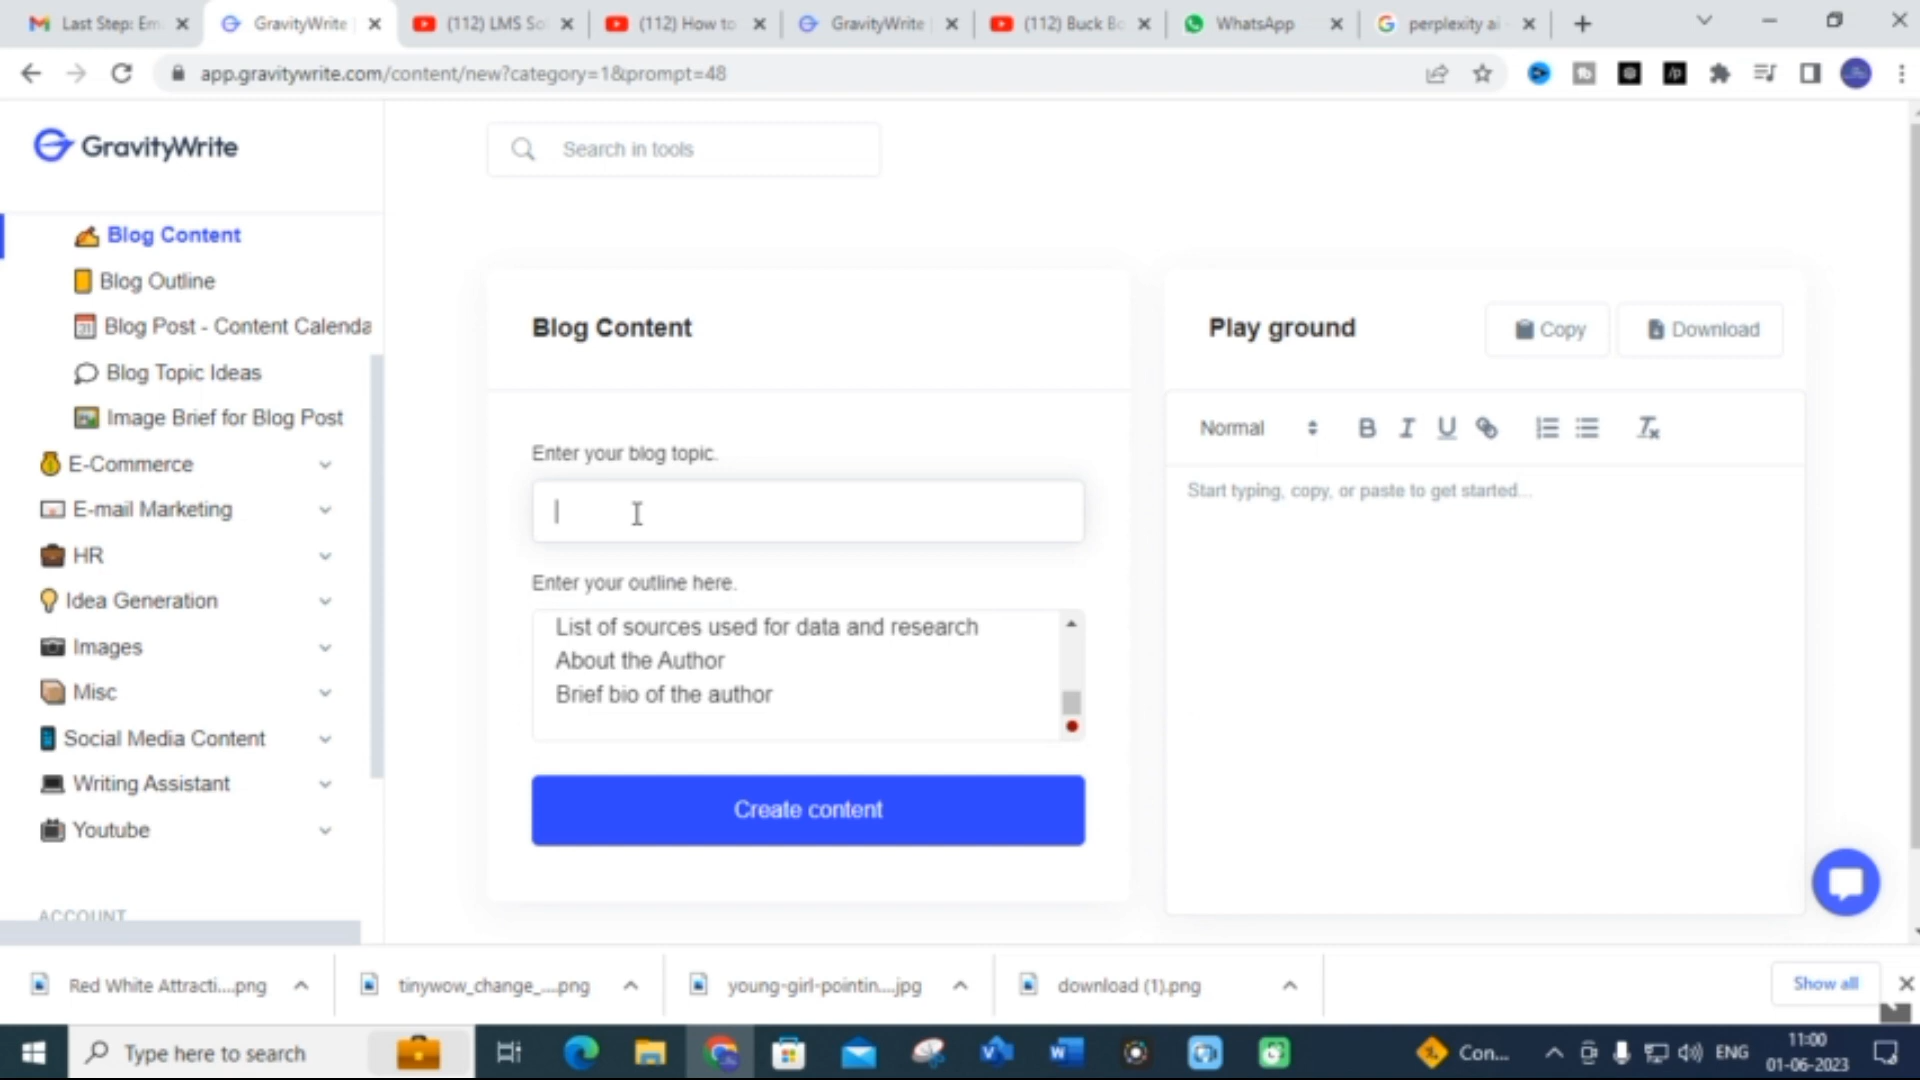 Last Step: Em
GravityWrite
(112) LMS So
(112) How to
GravityWrite
(112) Buck Bo
WhatsApp
perplexity ai
app.gravitywrite.com/content/new?category=1&prompt=48
GravityWrite
Search in tools
Blog Content
Blog Outline
Blog Post - Content Calenda
Blog Topic Ideas
Image Brief for Blog Post
E-Commerce
E-mail Marketing
HR
Idea Generation
Images
Misc
Social Media Content
Writing Assistant
Youtube
ACCOUNT
Blog Content
Enter your blog topic.
Enter your outline here.
List of sources used for data and research
About the Author
Brief bio of the author
Create content
Play ground
Copy
Download
Normal
Start typing, copy, or paste to get started...
Red White Attracti....png
tinywow_change_....png
young-girl-pointin....jpg
download (1).png
Show all
Type here to search
Con...
ENG
11:00
01-06-2023